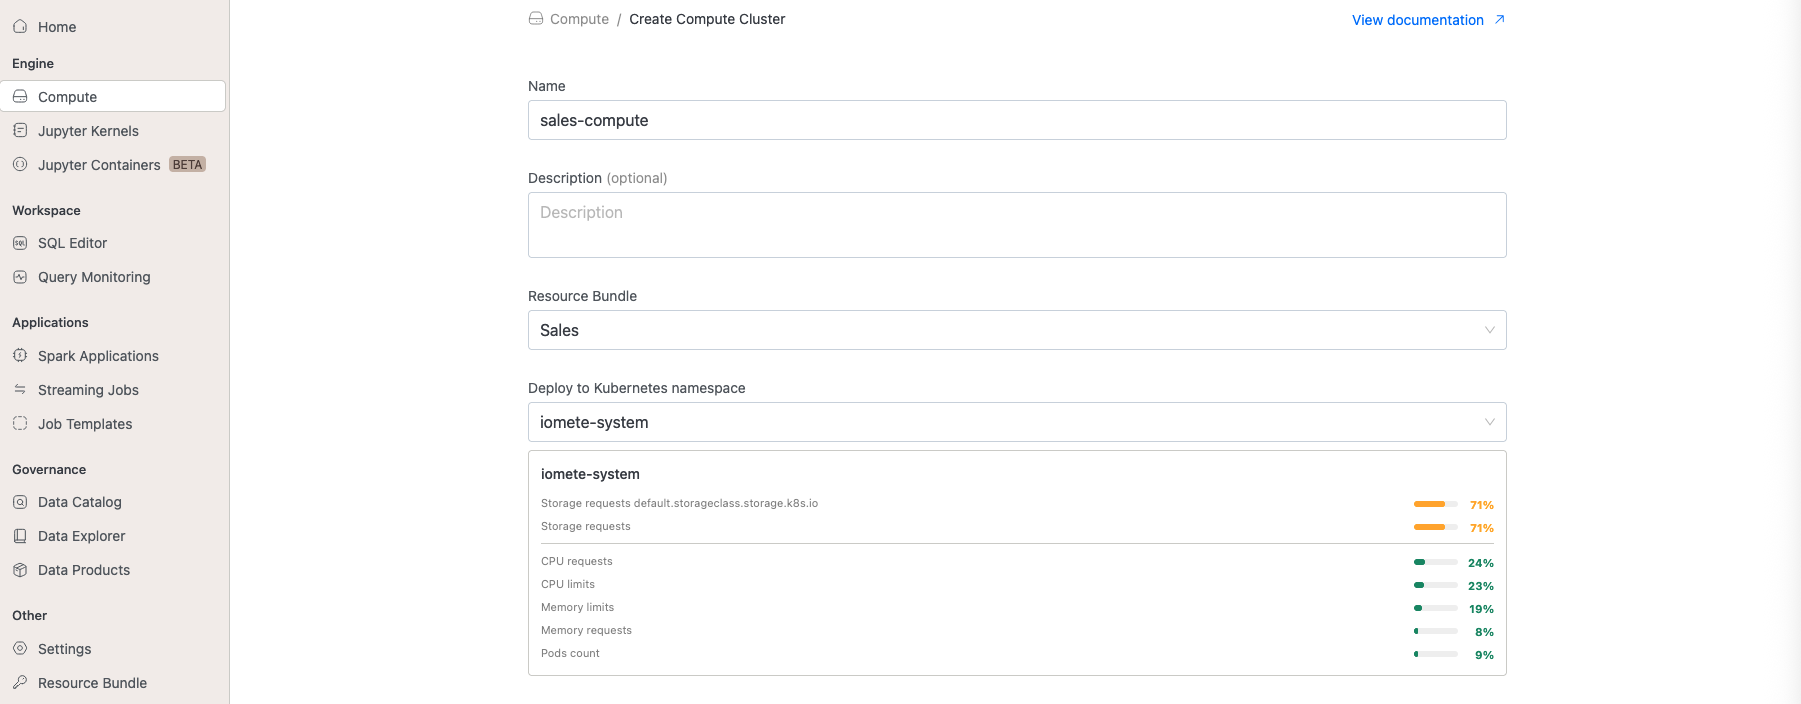 Home
Engine
Compute
Jupyter Kernels
Jupyter Containers BETA
Workspace
SQL Editor
Query Monitoring
Applications
Spark Applications
Streaming Jobs
Job Templates
Governance
Data Catalog
Data Explorer
Data Products
Other
Settings
Resource Bundle
Compute / Create Compute Cluster
View documentation
Name
sales-compute
Description (optional)
Description
Resource Bundle
Sales
Deploy to Kubernetes namespace
iomete-system
iomete-system
Storage requests default.storageclass.storage.k8s.io 71%
Storage requests 71%
CPU requests 24%
CPU limits 23%
Memory limits 19%
Memory requests 8%
Pods count 9%